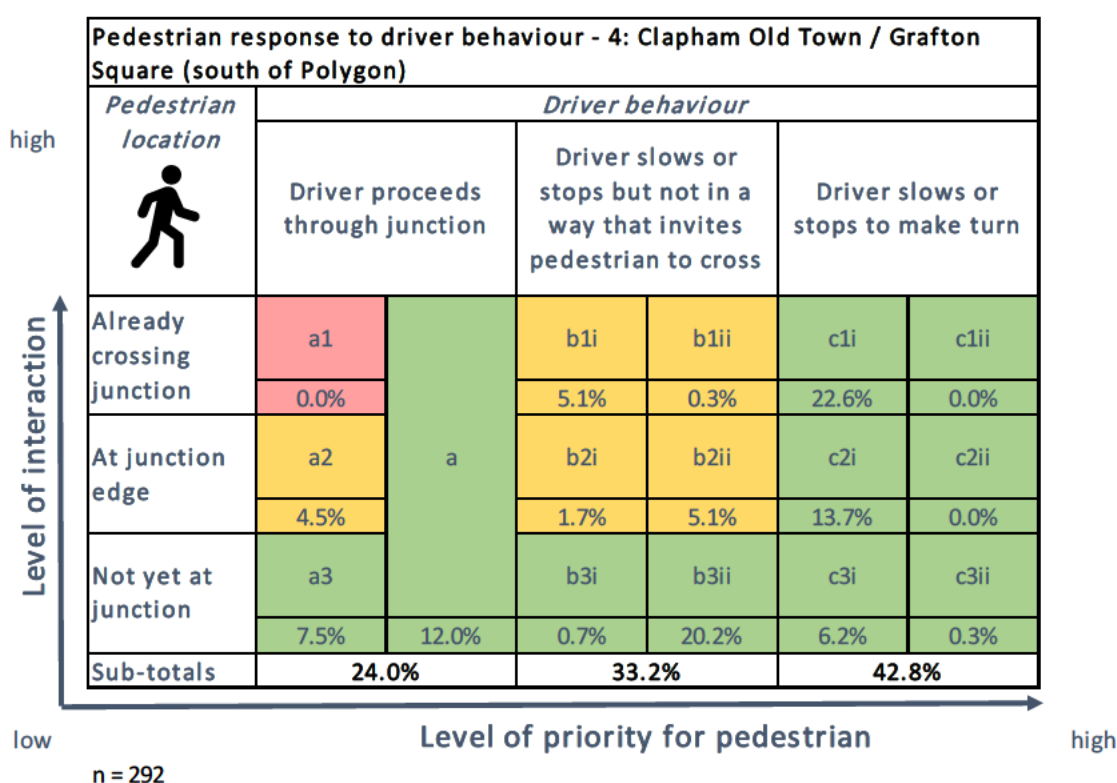 Pedestrian response to driver behaviour - 4: Clapham Old Town / Grafton
Square (south of Polygon)
Pedestrian
location
Driver behaviour
high
Driver proceeds
through junction
Driver slows or
stops but not in a
way that invites
pedestrian to cross
Driver slows or
stops to make turn
Level of interaction
Already
crossing
junction
a1
b1i
b1ii
c1i
c1ii
0.0%
5.1%
0.3%
22.6%
0.0%
At junction
edge
a2
a
b2i
b2ii
c2i
c2ii
4.5%
1.7%
5.1%
13.7%
0.0%
Not yet at
junction
a3
b3i
b3ii
c3i
c3ii
7.5%
12.0%
0.7%
20.2%
6.2%
0.3%
Sub-totals
24.0%
33.2%
42.8%
low
Level of priority for pedestrian
high
n = 292